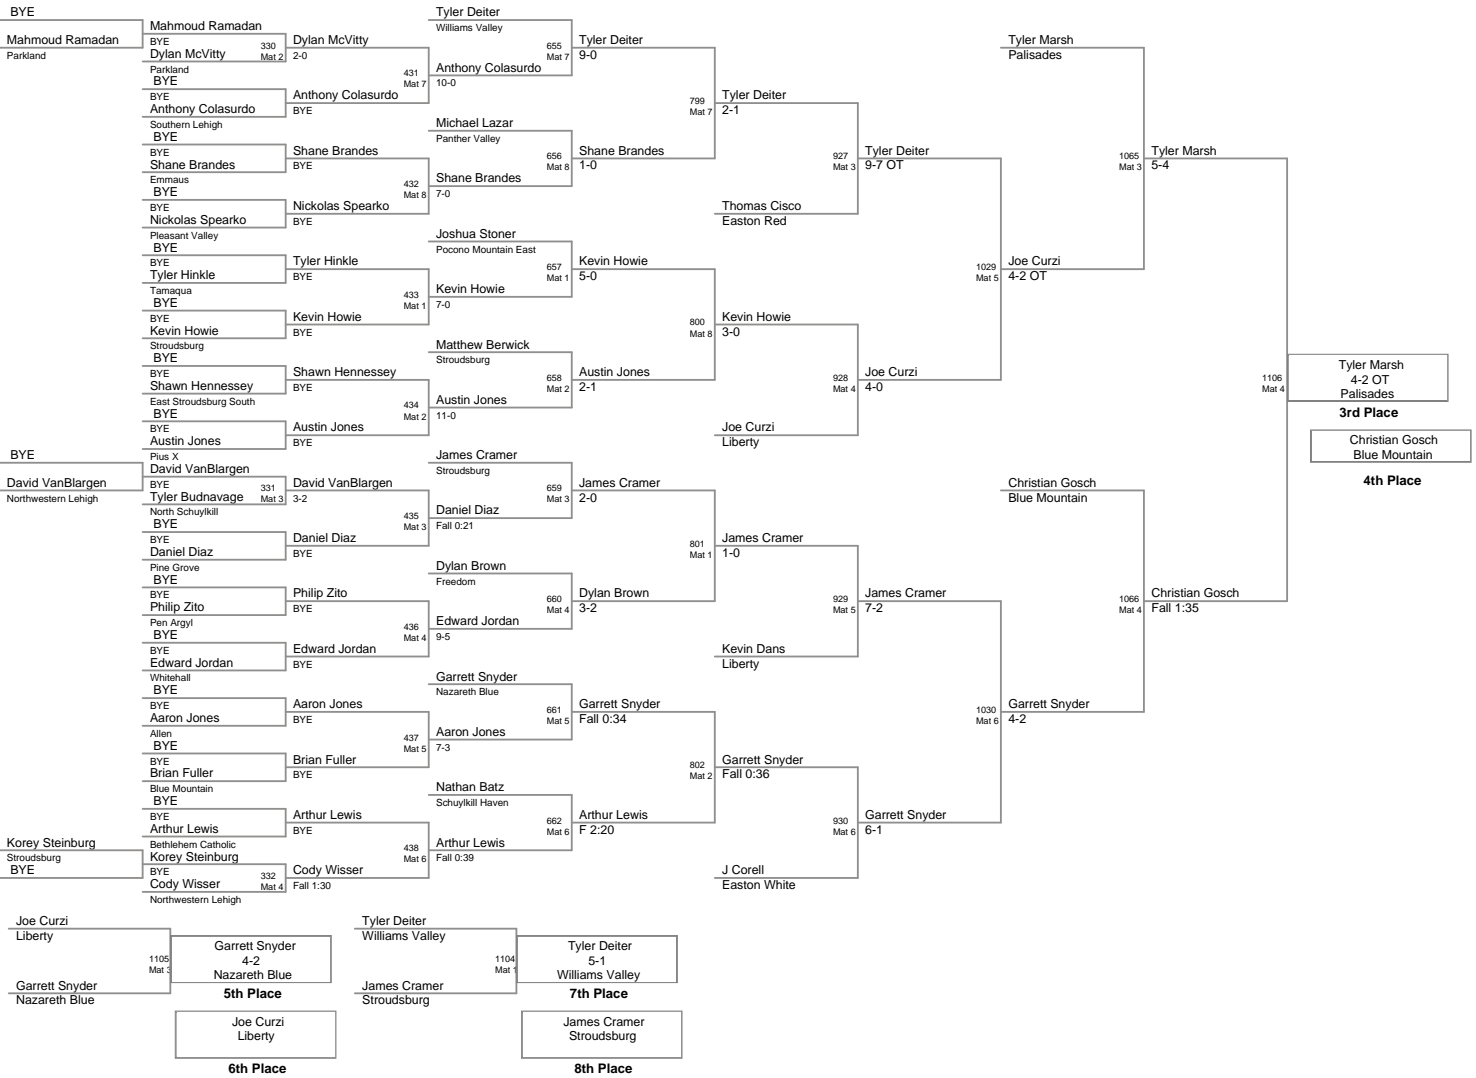 BYE
Mahmoud Ramadan
Parkland
BYE
David VanBlargen
Northwestern Lehigh
Korey Steinburg
Stroudsburg
BYE
Mahmoud Ramadan
BYE
Dylan McVitty
Parkland
330
Mat 2
BYE
BYE
Anthony Colasurdo
Southern Lehigh
BYE
BYE
Shane Brandes
Emmaus
BYE
BYE
Nickolas Spearko
Pleasant Valley
BYE
BYE
Tyler Hinkle
Tamaqua
BYE
BYE
Kevin Howie
Stroudsburg
BYE
BYE
Shawn Hennessey
East Stroudsburg South
BYE
BYE
Austin Jones
Pius X
David VanBlargen
BYE
Tyler Budnavage
North Schuylkill
331
Mat 3
BYE
BYE
Daniel Diaz
Pine Grove
BYE
BYE
Philip Zito
Pen Argyl
BYE
BYE
Edward Jordan
Whitehall
BYE
BYE
Aaron Jones
Allen
BYE
BYE
Brian Fuller
Blue Mountain
BYE
BYE
Arthur Lewis
Bethlehem Catholic
Korey Steinburg
BYE
Cody Wisser
Northwestern Lehigh
332
Mat 4
Dylan McVitty
2-0
431
Mat 7
Anthony Colasurdo
BYE
Shane Brandes
BYE
432
Mat 8
Nickolas Spearko
BYE
Tyler Hinkle
BYE
433
Mat 1
Kevin Howie
BYE
Shawn Hennessey
BYE
434
Mat 2
Austin Jones
BYE
David VanBlargen
3-2
435
Mat 3
Daniel Diaz
BYE
Philip Zito
BYE
436
Mat 4
Edward Jordan
BYE
Aaron Jones
BYE
437
Mat 5
Brian Fuller
BYE
Arthur Lewis
BYE
438
Mat 6
Cody Wisser
Fall 1:30
Tyler Deiter
Williams Valley
655
Mat 7
Anthony Colasurdo
10-0
Michael Lazar
Panther Valley
656
Mat 8
Shane Brandes
7-0
Joshua Stoner
Pocono Mountain East
657
Mat 1
Kevin Howie
7-0
Matthew Berwick
Stroudsburg
658
Mat 2
Austin Jones
11-0
James Cramer
Stroudsburg
659
Mat 3
Daniel Diaz
Fall 0:21
Dylan Brown
Freedom
660
Mat 4
Edward Jordan
9-5
Garrett Snyder
Nazareth Blue
661
Mat 5
Aaron Jones
7-3
Nathan Batz
Schuylkill Haven
662
Mat 6
Arthur Lewis
Fall 0:39
Tyler Deiter
9-0
799
Mat 7
Shane Brandes
1-0
Kevin Howie
5-0
800
Mat 8
Austin Jones
2-1
James Cramer
2-0
801
Mat 1
Dylan Brown
3-2
Garrett Snyder
Fall 0:34
802
Mat 2
Arthur Lewis
F 2:20
Tyler Deiter
2-1
927
Mat 3
Thomas Cisco
Easton Red
Kevin Howie
3-0
928
Mat 4
Joe Curzi
Liberty
James Cramer
1-0
929
Mat 5
Kevin Dans
Liberty
Garrett Snyder
Fall 0:36
930
Mat 6
J Corell
Easton White
Tyler Deiter
9-7 OT
1029
Mat 5
Joe Curzi
4-0
James Cramer
7-2
1030
Mat 6
Garrett Snyder
6-1
Tyler Marsh
Palisades
1065
Mat 3
Joe Curzi
4-2 OT
Christian Gosch
Blue Mountain
1066
Mat 4
Garrett Snyder
4-2
Tyler Marsh
5-4
1106
Mat 4
Christian Gosch
Fall 1:35
Tyler Marsh
4-2 OT
Palisades
3rd Place
Christian Gosch
Blue Mountain
4th Place
Joe Curzi
Liberty
1105
Mat 3
Garrett Snyder
Nazareth Blue
Garrett Snyder
4-2
Nazareth Blue
5th Place
Joe Curzi
Liberty
6th Place
Tyler Deiter
Williams Valley
1104
Mat 1
James Cramer
Stroudsburg
Tyler Deiter
5-1
Williams Valley
7th Place
James Cramer
Stroudsburg
8th Place